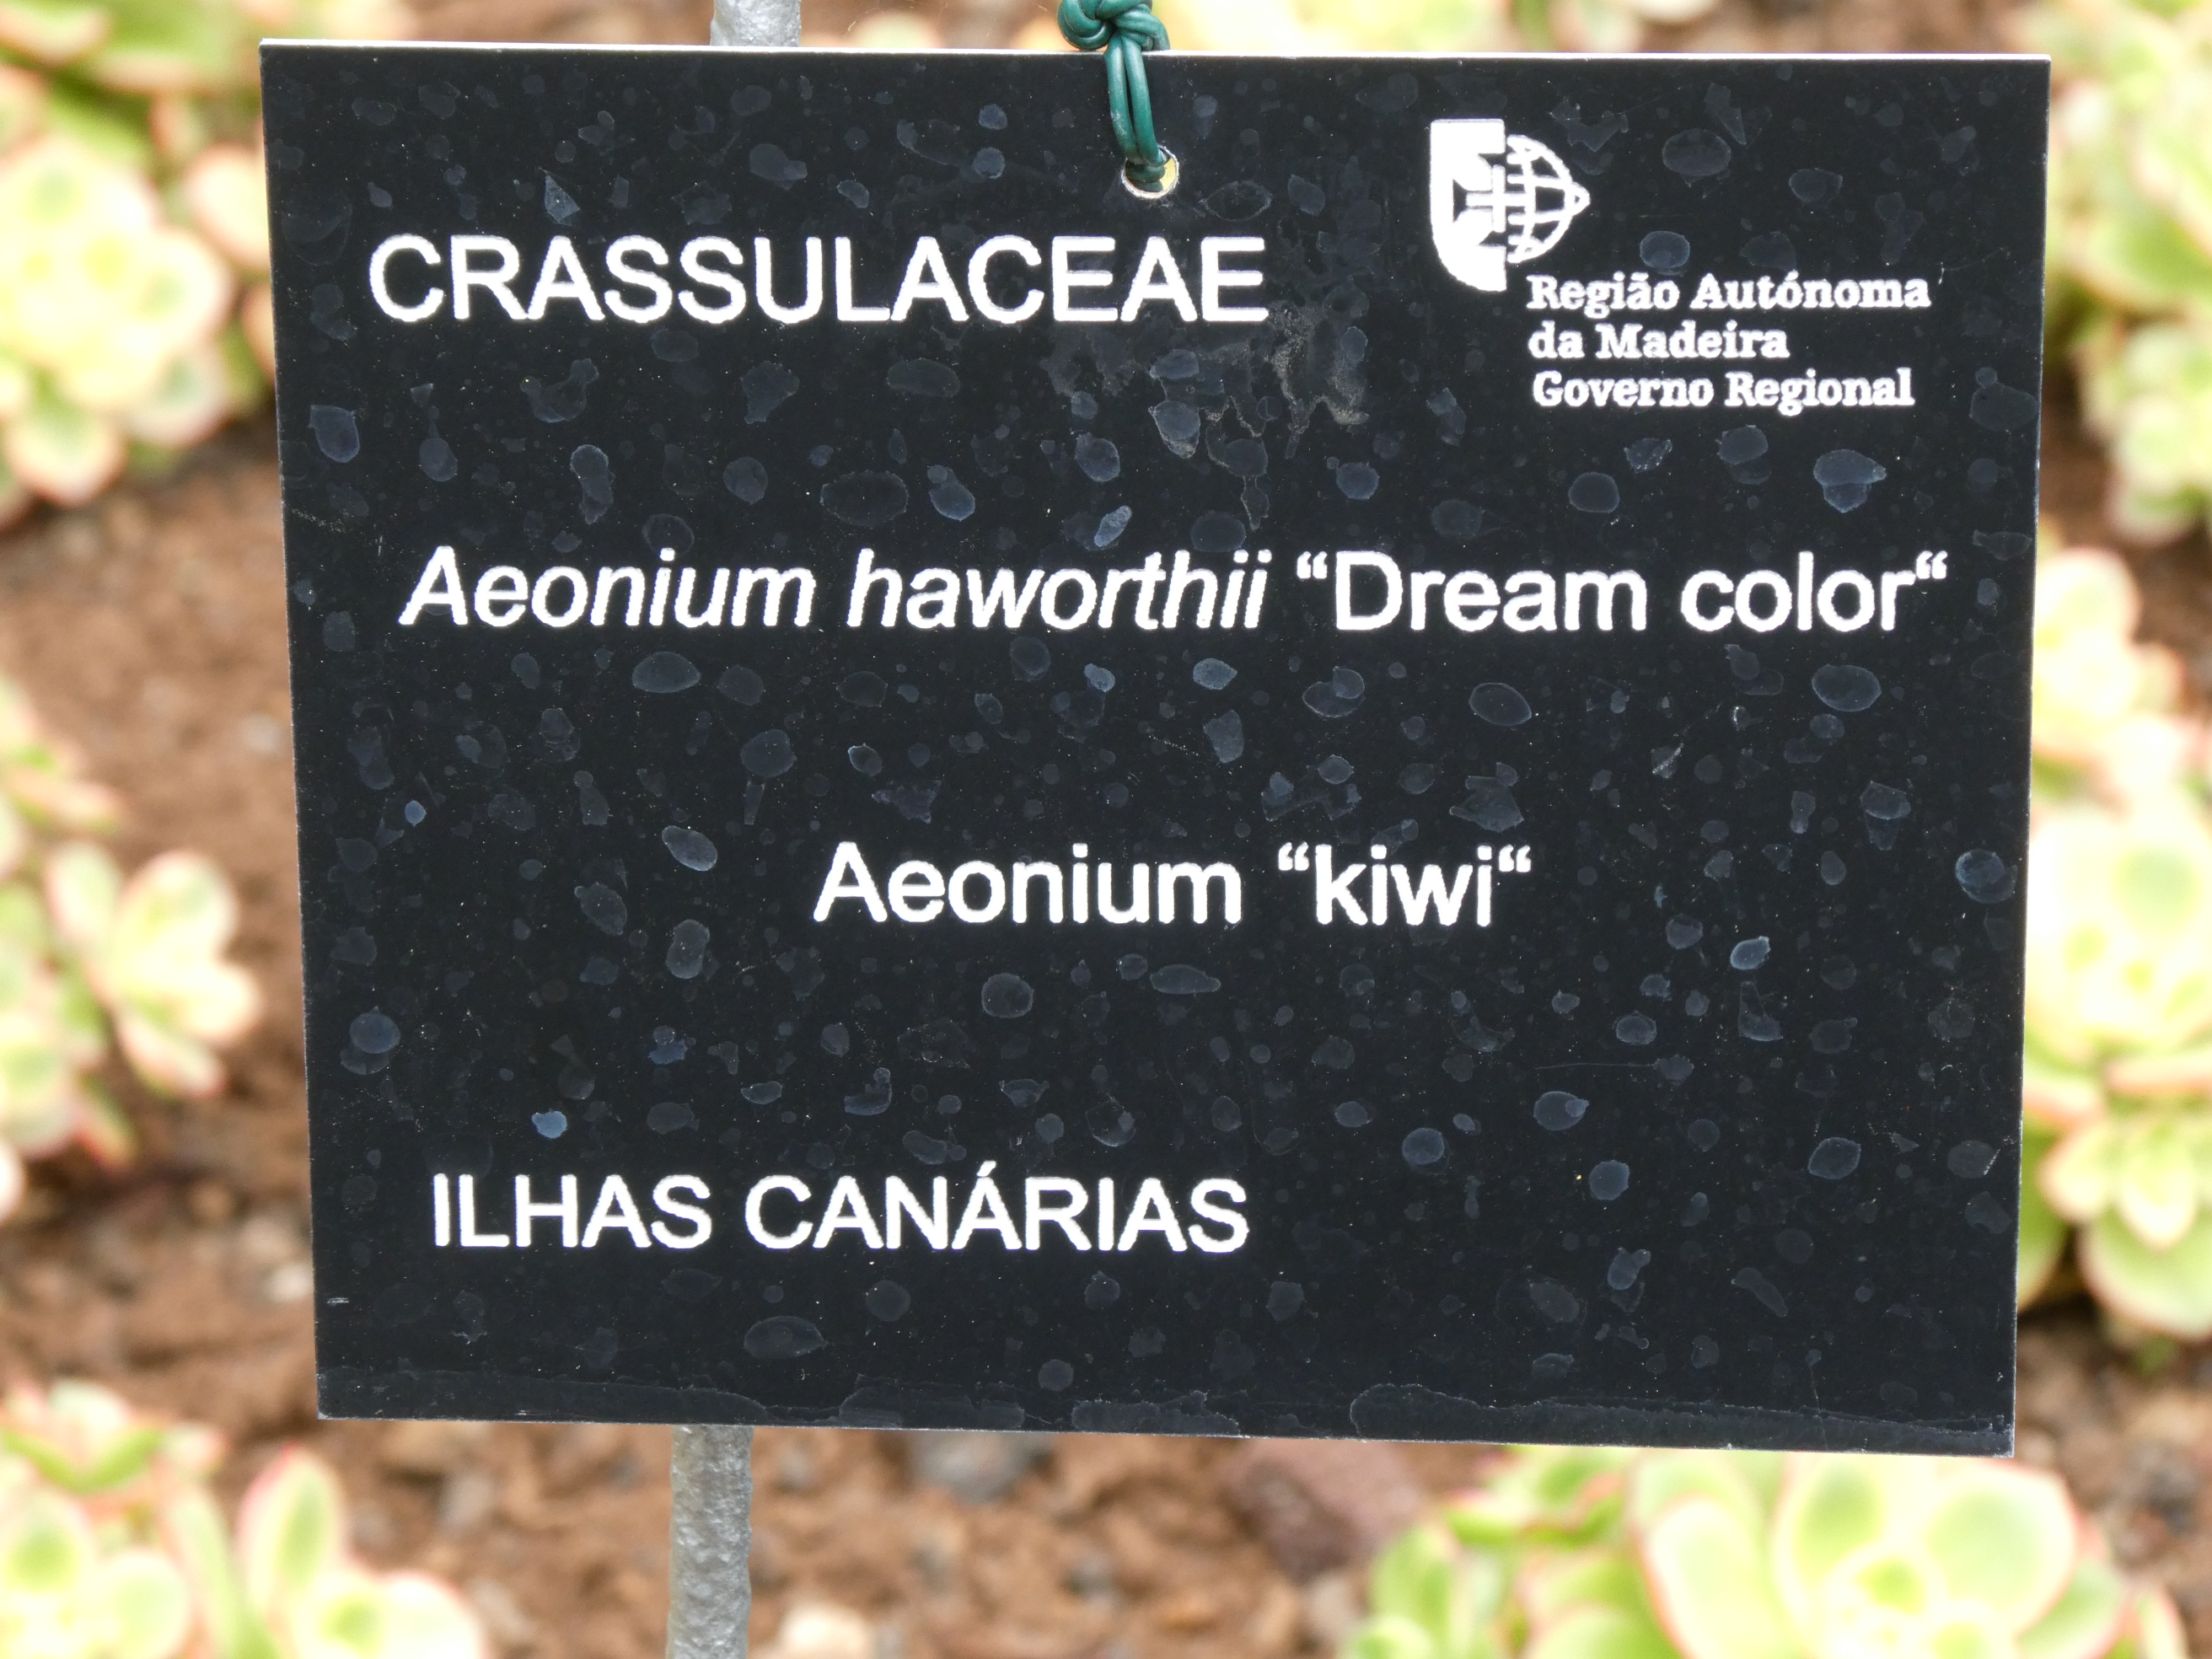 CRASSULACEAE
Região Autónoma
da Madeira
Governo Regional
Aeonium haworthii “Dream color“
Aeonium “kiwi“
ILHAS CANÁRIAS